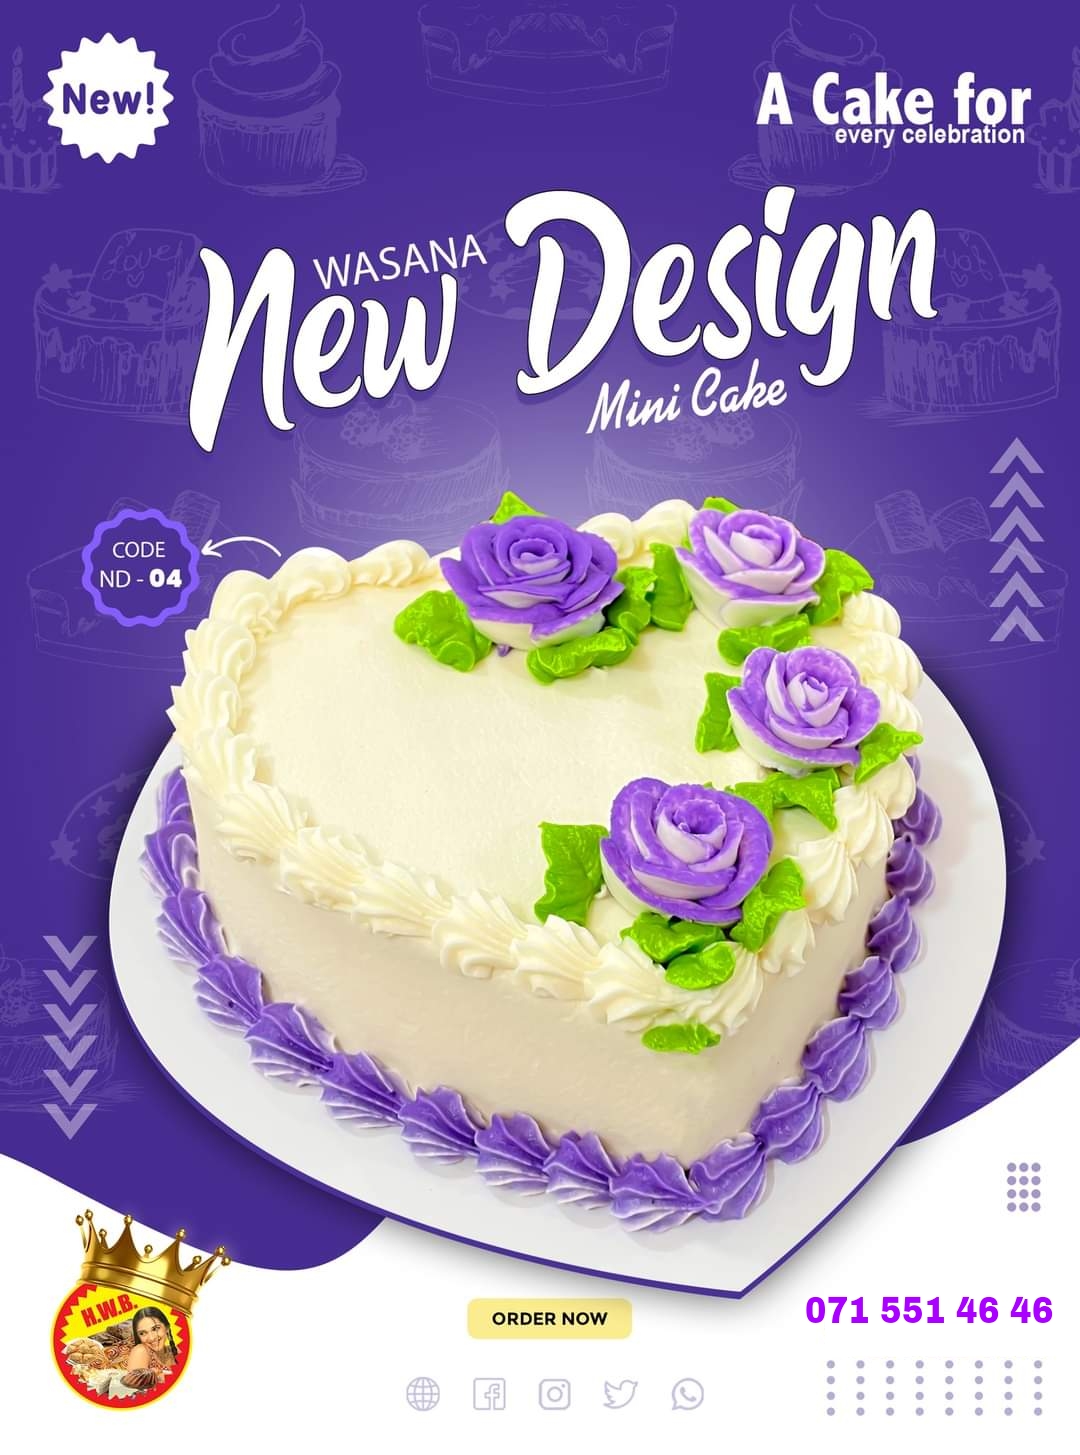 New!
A Cake for
every celebration
WASANA
New Design
Mini Cake
CODE
ND - 04
H.W.B.
ORDER NOW
071 551 46 46